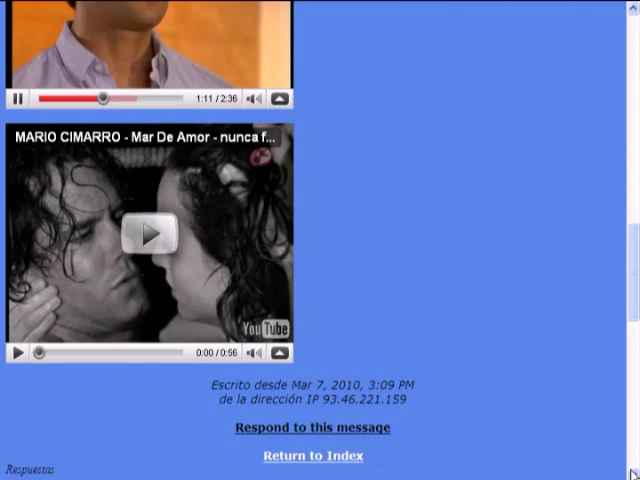 1:11 / 2:36
MARIO CIMARRO - Mar De Amor - nunca f...
YouTube
0:00 / 0:56
Escrito desde Mar 7, 2010, 3:09 PM
de la dirección IP 93.46.221.159
Respond to this message
Return to Index
Respuestas